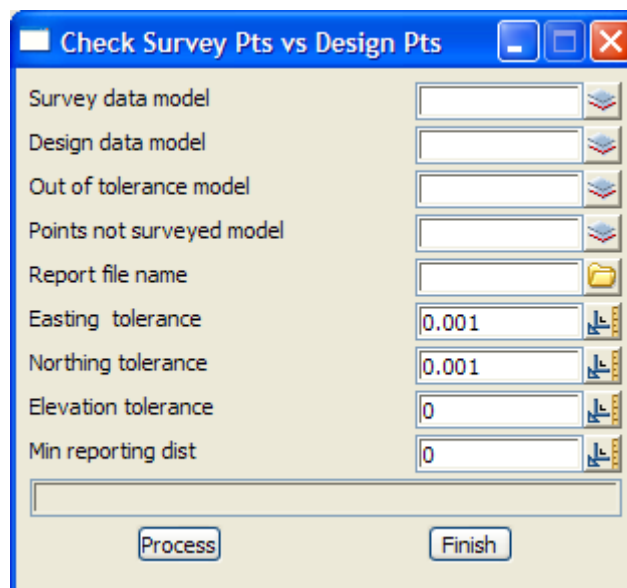 Check Survey Pts vs Design Pts
Survey data model
Design data model
Out of tolerance model
Points not surveyed model
Report file name
Easting  tolerance 0.001
Northing tolerance 0.001
Elevation tolerance 0
Min reporting dist 0
Process Finish